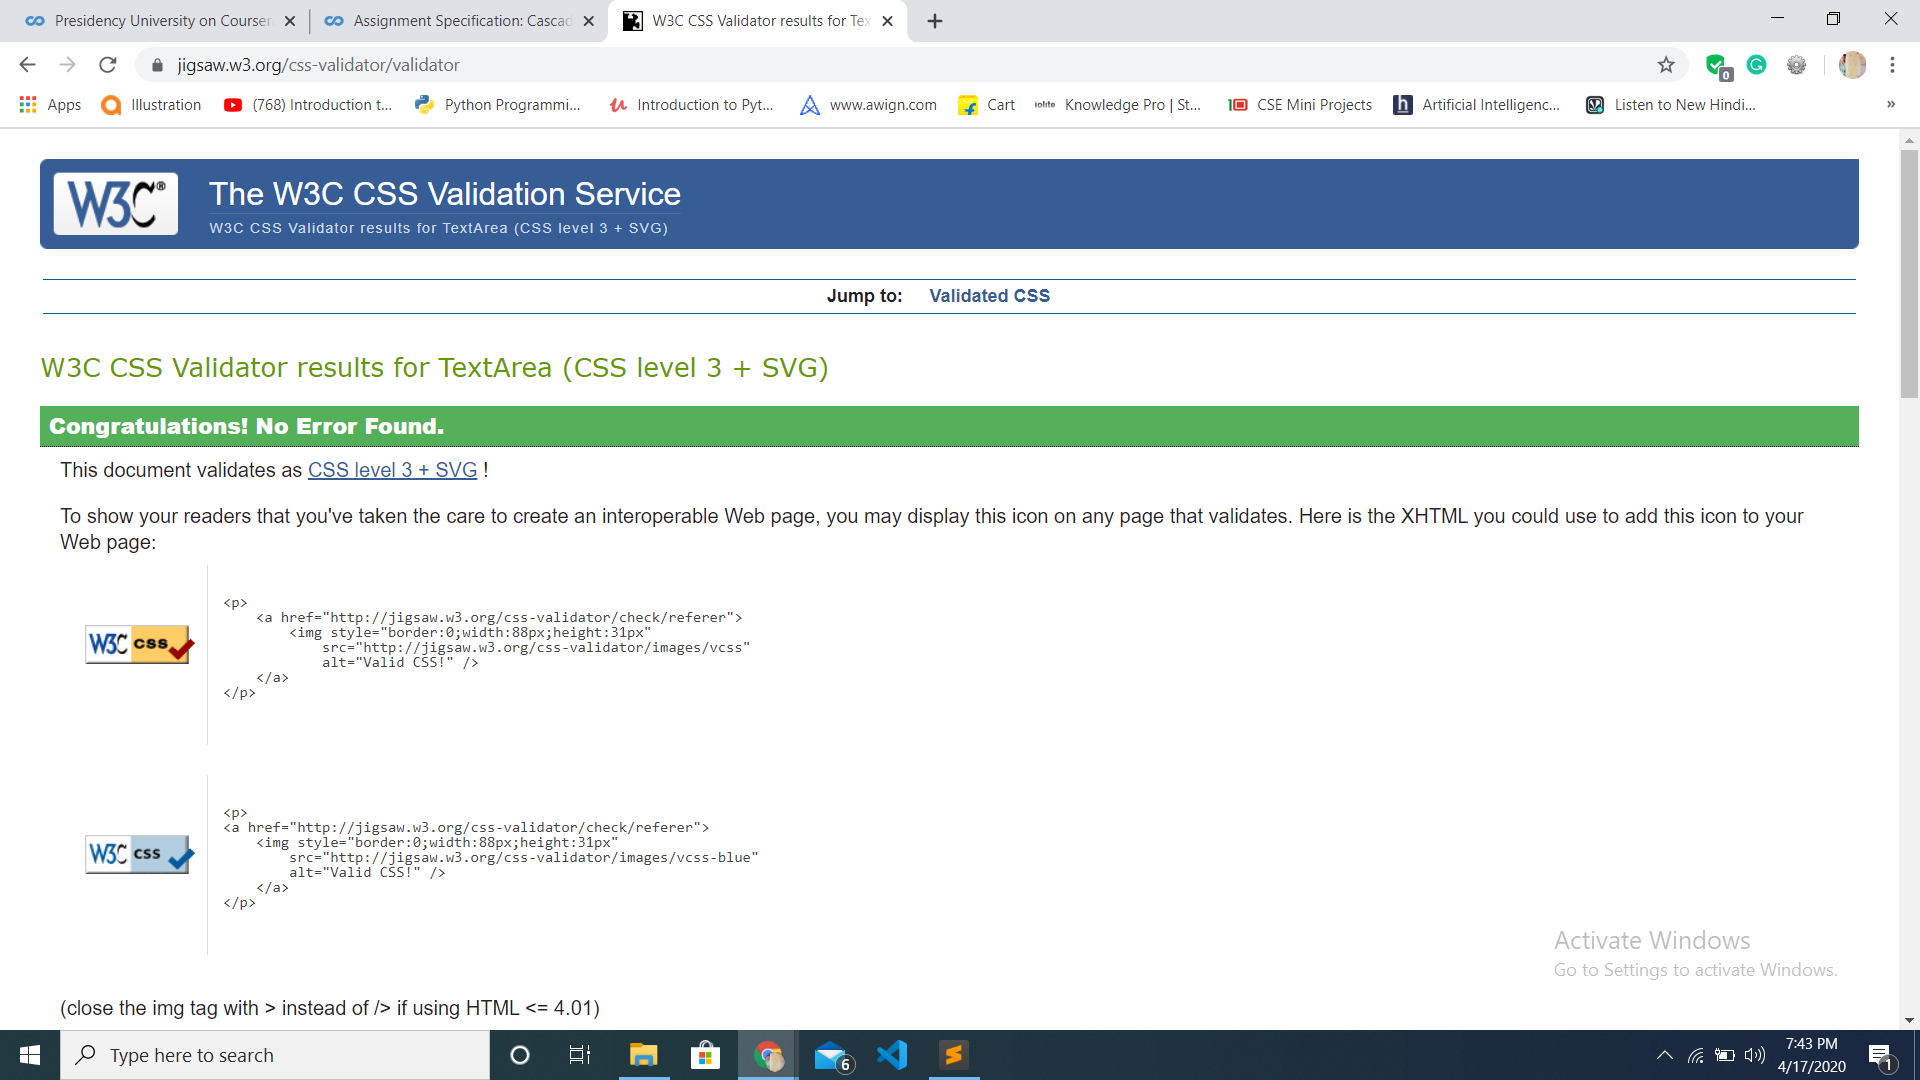 Presidency University on Courser
Assignment Specification: Cascad
W3C CSS Validator results for Tex
jigsaw.w3.org/css-validator/validator
0
Apps
Illustration
(768) Introduction t...
Python Programmi...
Introduction to Pyt...
www.awign.com
Cart
iolite
Knowledge Pro | St...
CSE Mini Projects
Artificial Intelligenc...
Listen to New Hindi...
»
W3C®
The W3C CSS Validation Service
W3C CSS Validator results for TextArea (CSS level 3 + SVG)
Jump to: Validated CSS
W3C CSS Validator results for TextArea (CSS level 3 + SVG)
Congratulations! No Error Found.
This document validates as CSS level 3 + SVG !
To show your readers that you've taken the care to create an interoperable Web page, you may display this icon on any page that validates. Here is the XHTML you could use to add this icon to your
Web page:
W3C css
<p>
<a href="http://jigsaw.w3.org/css-validator/check/referer">
<img style="border:0;width:88px;height:31px"
src="http://jigsaw.w3.org/css-validator/images/vcss"
alt="Valid CSS!" />
</a>
</p>
W3C css
<p>
<a href="http://jigsaw.w3.org/css-validator/check/referer">
<img style="border:0;width:88px;height:31px"
src="http://jigsaw.w3.org/css-validator/images/vcss-blue"
alt="Valid CSS!" />
</a>
</p>
Activate Windows
Go to Settings to activate Windows.
(close the img tag with > instead of /> if using HTML <= 4.01)
Type here to search
6
7:43 PM
4/17/2020
1